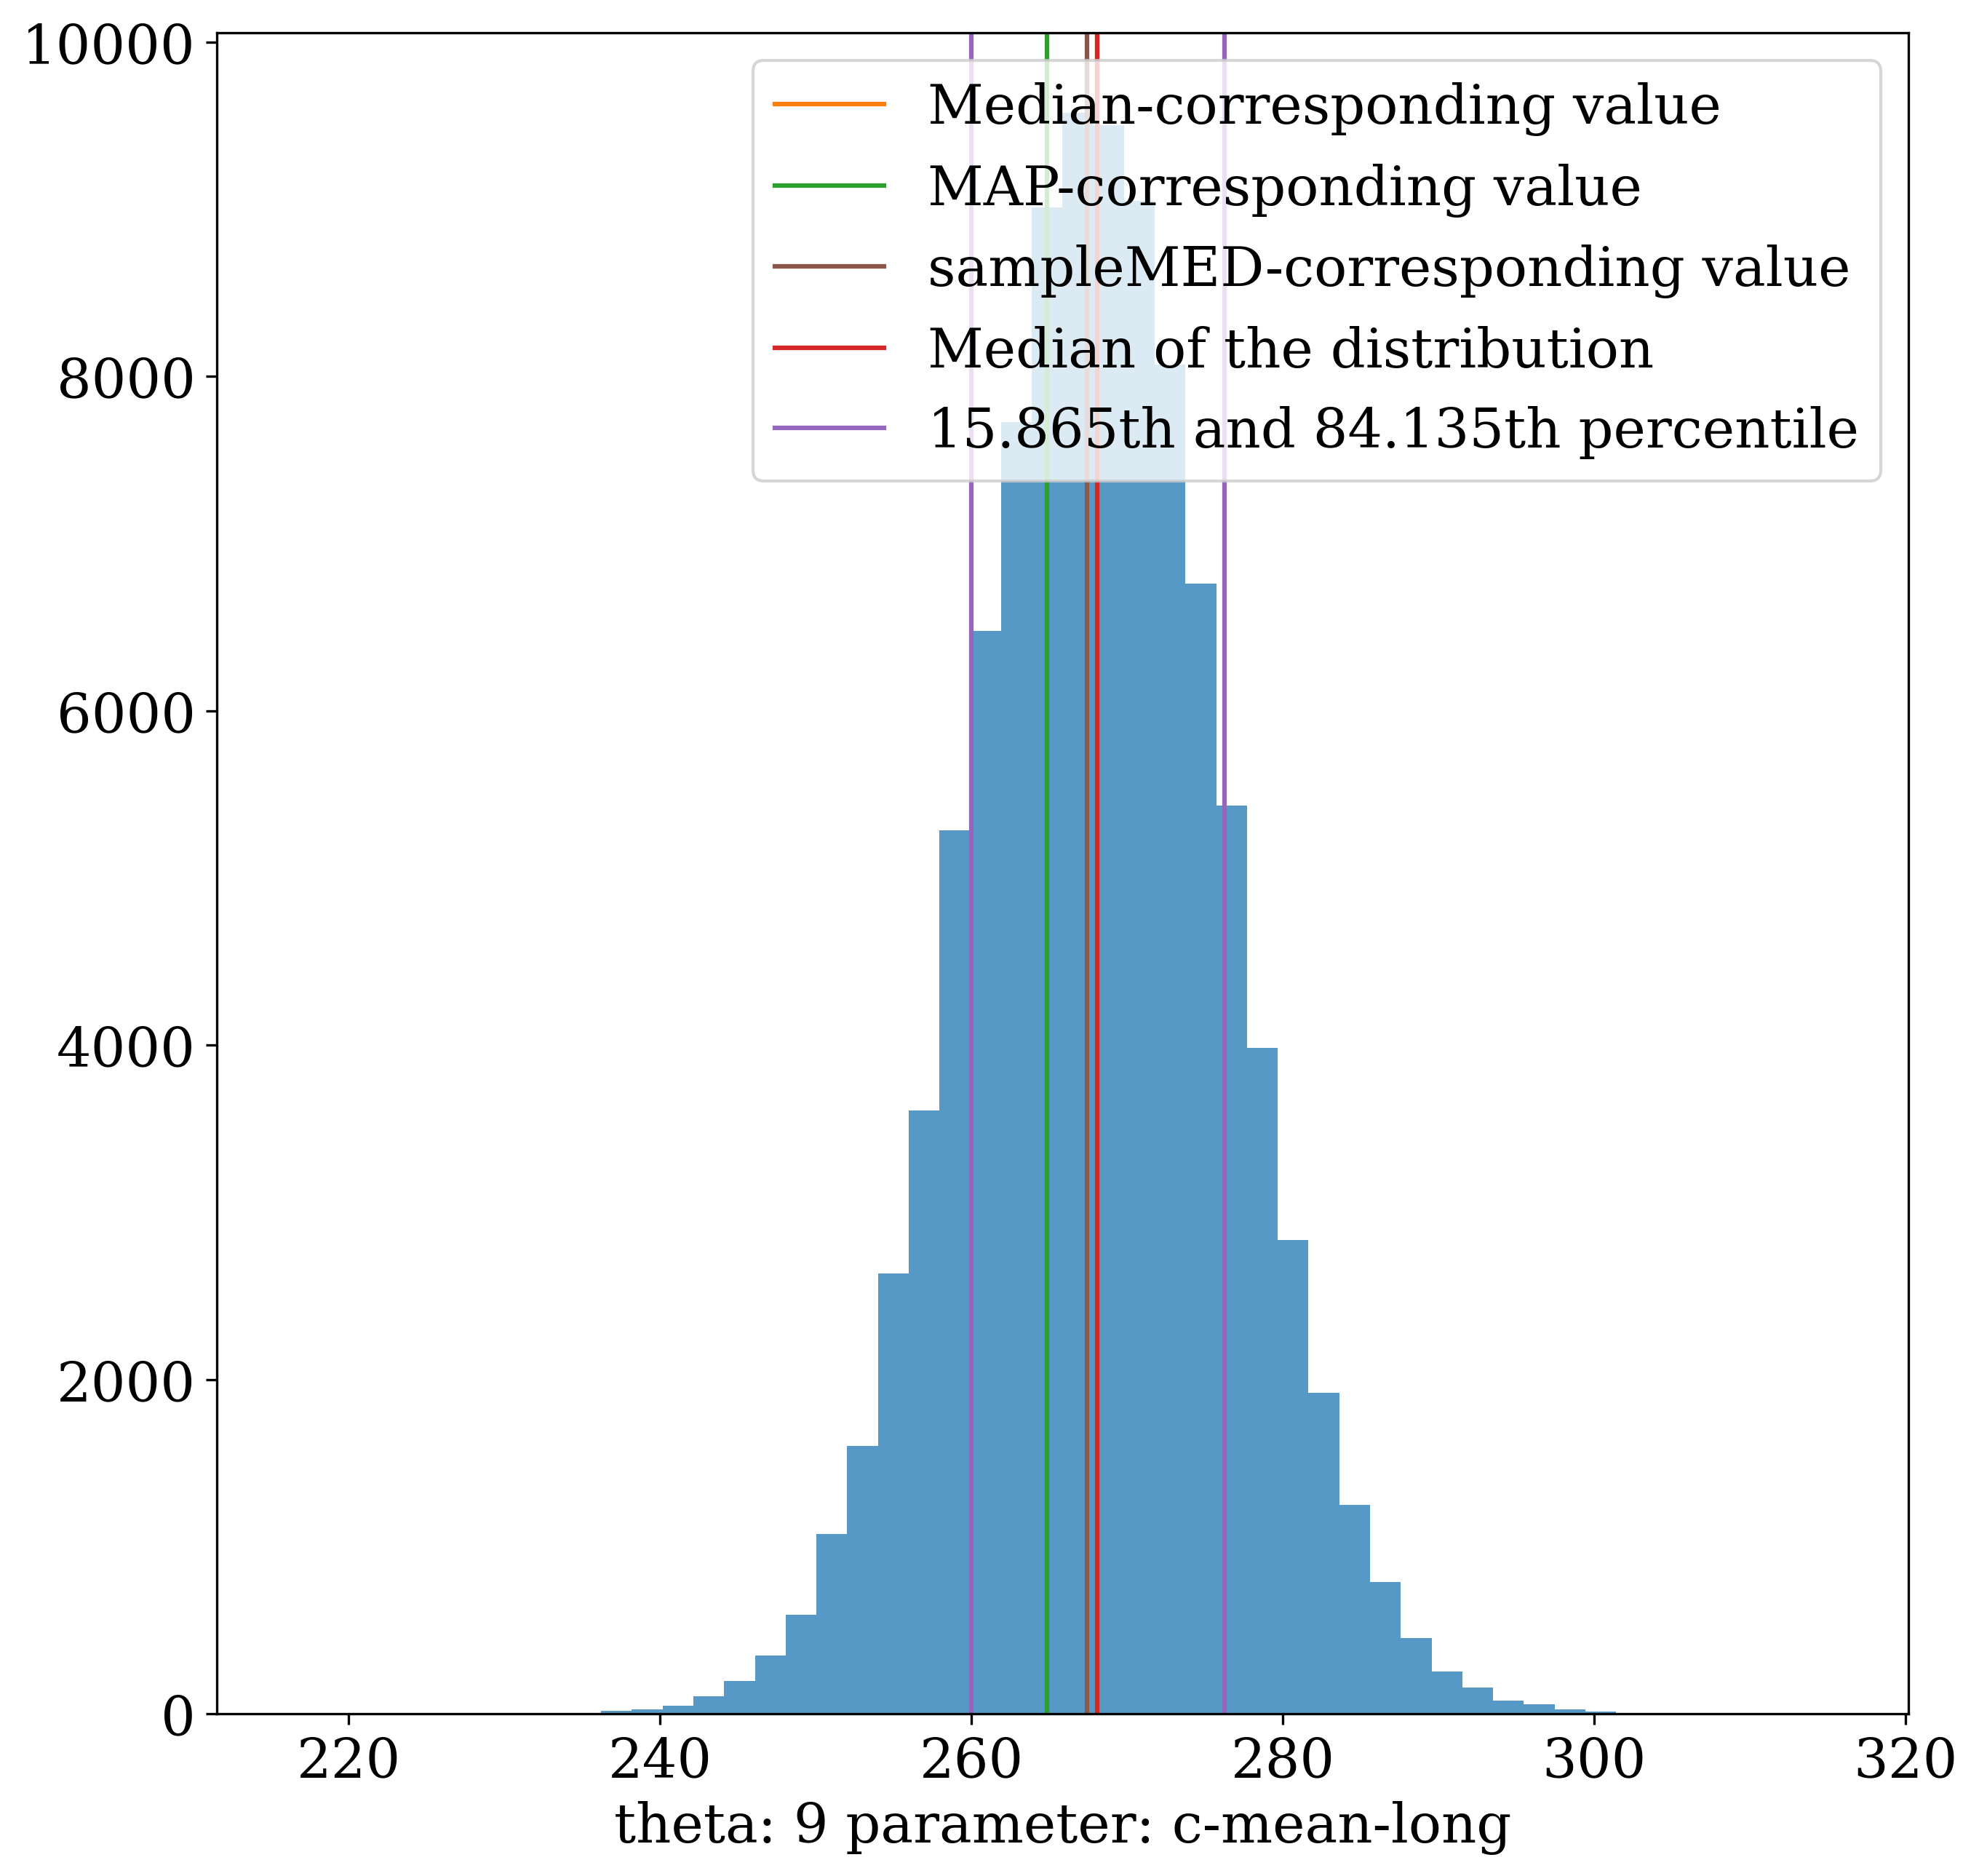 10000
8000
6000
4000
2000
0
Median-corresponding value
MAP-corresponding value
sampleMED-corresponding value
Median of the distribution
15.865th and 84.135th percentile
220 240 260 280 300 320
theta: 9 parameter: c-mean-long